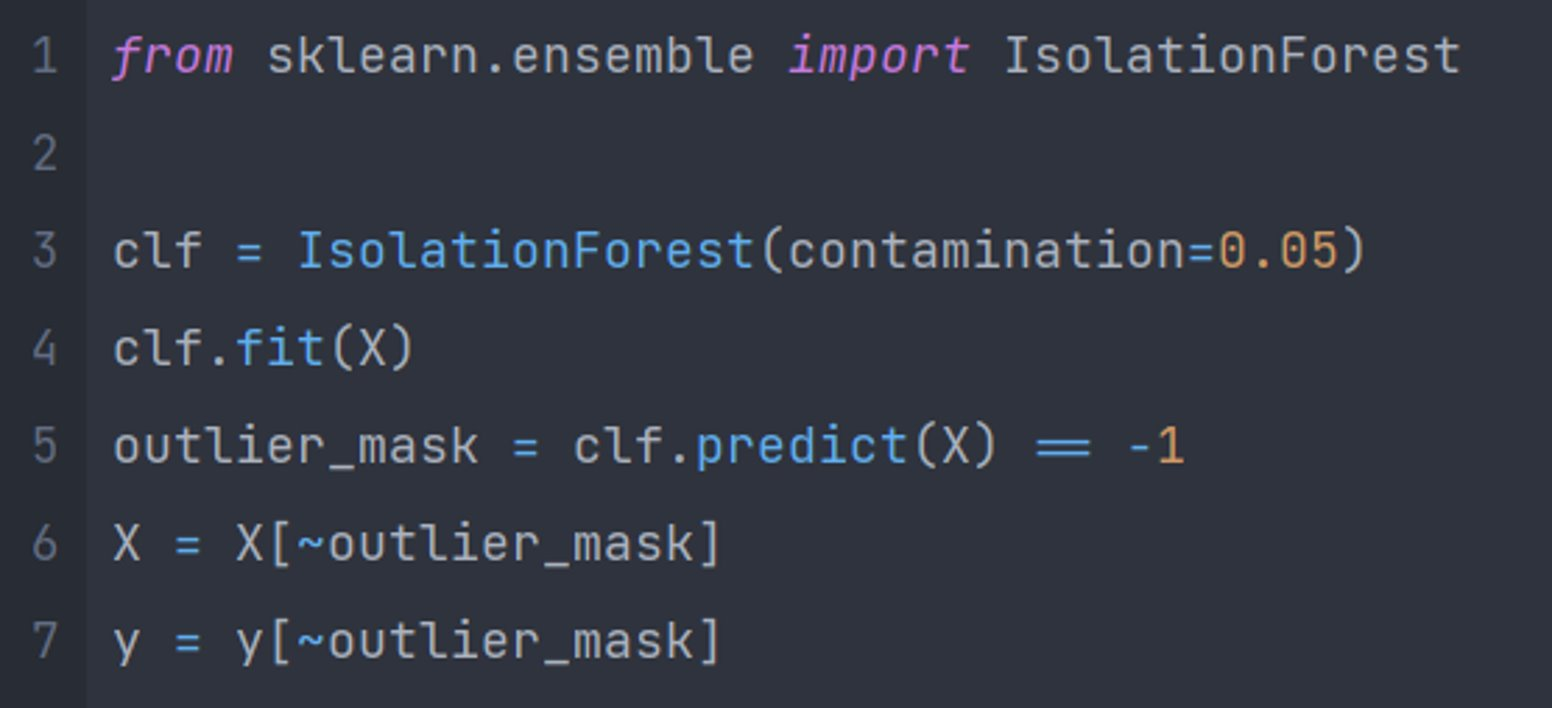 1 from sklearn.ensemble import IsolationForest
2
3 clf = IsolationForest(contamination=0.05)
4 clf.fit(X)
5 outlier_mask = clf.predict(X) == -1
6 X = X[~outlier_mask]
7 y = y[~outlier_mask]